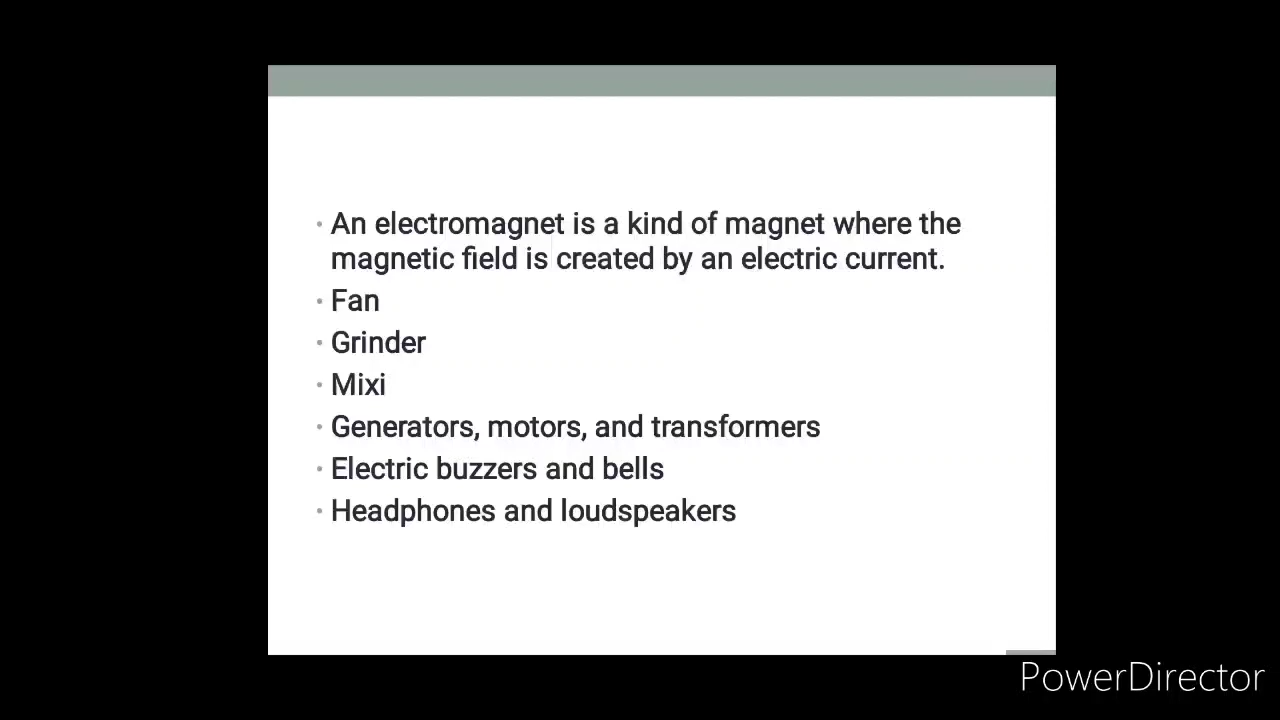 • An electromagnet is a kind of magnet where the
magnetic field is created by an electric current.
• Fan
• Grinder
• Mixi
• Generators, motors, and transformers
• Electric buzzers and bells
• Headphones and loudspeakers
PowerDirector